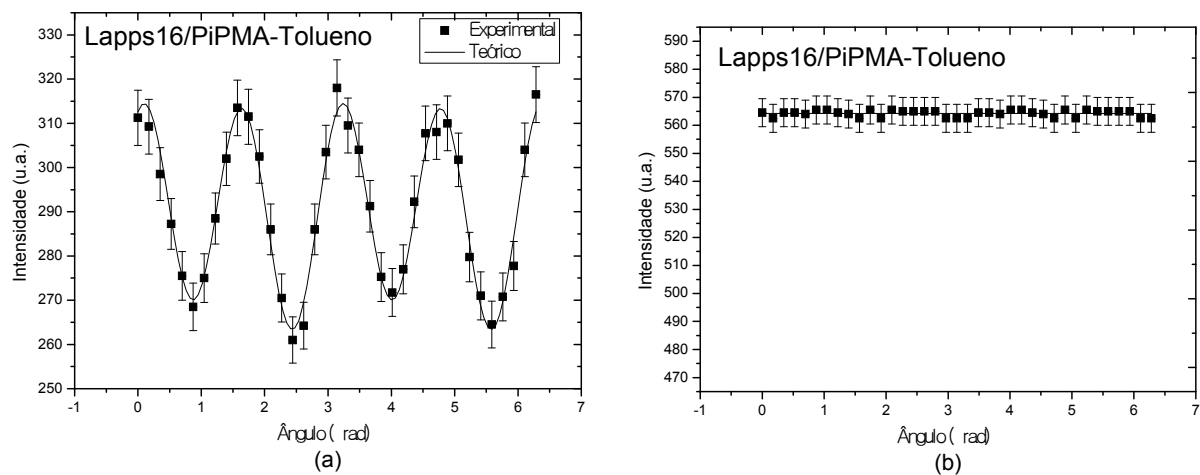 Lapps16/PiPMA-Tolueno
Experimental
Teórico
Intensidade (u.a.)
330
320
310
300
290
280
270
260
250
-1 0 1 2 3 4 5 6 7
Ângulo ( rad)
(a)
Lapps16/PiPMA-Tolueno
Intensidade (u.a.)
590
580
570
560
550
540
530
520
510
500
490
480
470
-1 0 1 2 3 4 5 6 7
Ângulo ( rad)
(b)